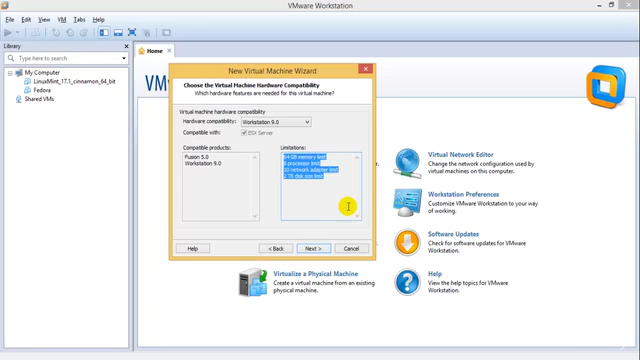 VMware Workstation
File Edit View VM Tabs Help
Library
Type here to search
My Computer
LinuxMint_17.1_cinnamon_64_bit
Fedora
Shared VMs
Home
VM
New Virtual Machine Wizard
Choose the Virtual Machine Hardware Compatibility
Which hardware features are needed for this virtual machine?
Virtual machine hardware compatibility
Hardware compatibility: Workstation 9.0
Compatible with: ESX Server
Compatible products:
Fusion 5.0
Workstation 9.0
Limitations:
64 GB memory limit
8 processor limit
10 network adapter limit
2 TB disk size limit
Help
< Back
Next >
Cancel
Virtual Network Editor
Change the network configuration used by
virtual machines on this computer.
Workstation Preferences
Customize VMware Workstation to your
way of working.
Software Updates
Check for software updates for VMware
Workstation.
Virtualize a Physical Machine
Create a virtual machine from an existing
physical machine.
Help
View the help topics for VMware
Workstation.